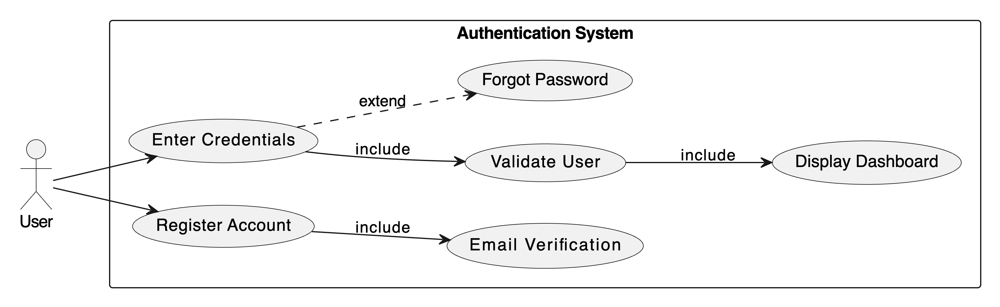 Authentication System
Forgot Password
extend
Enter Credentials
include
Validate User
include
Display Dashboard
User
Register Account
include
Email Verification